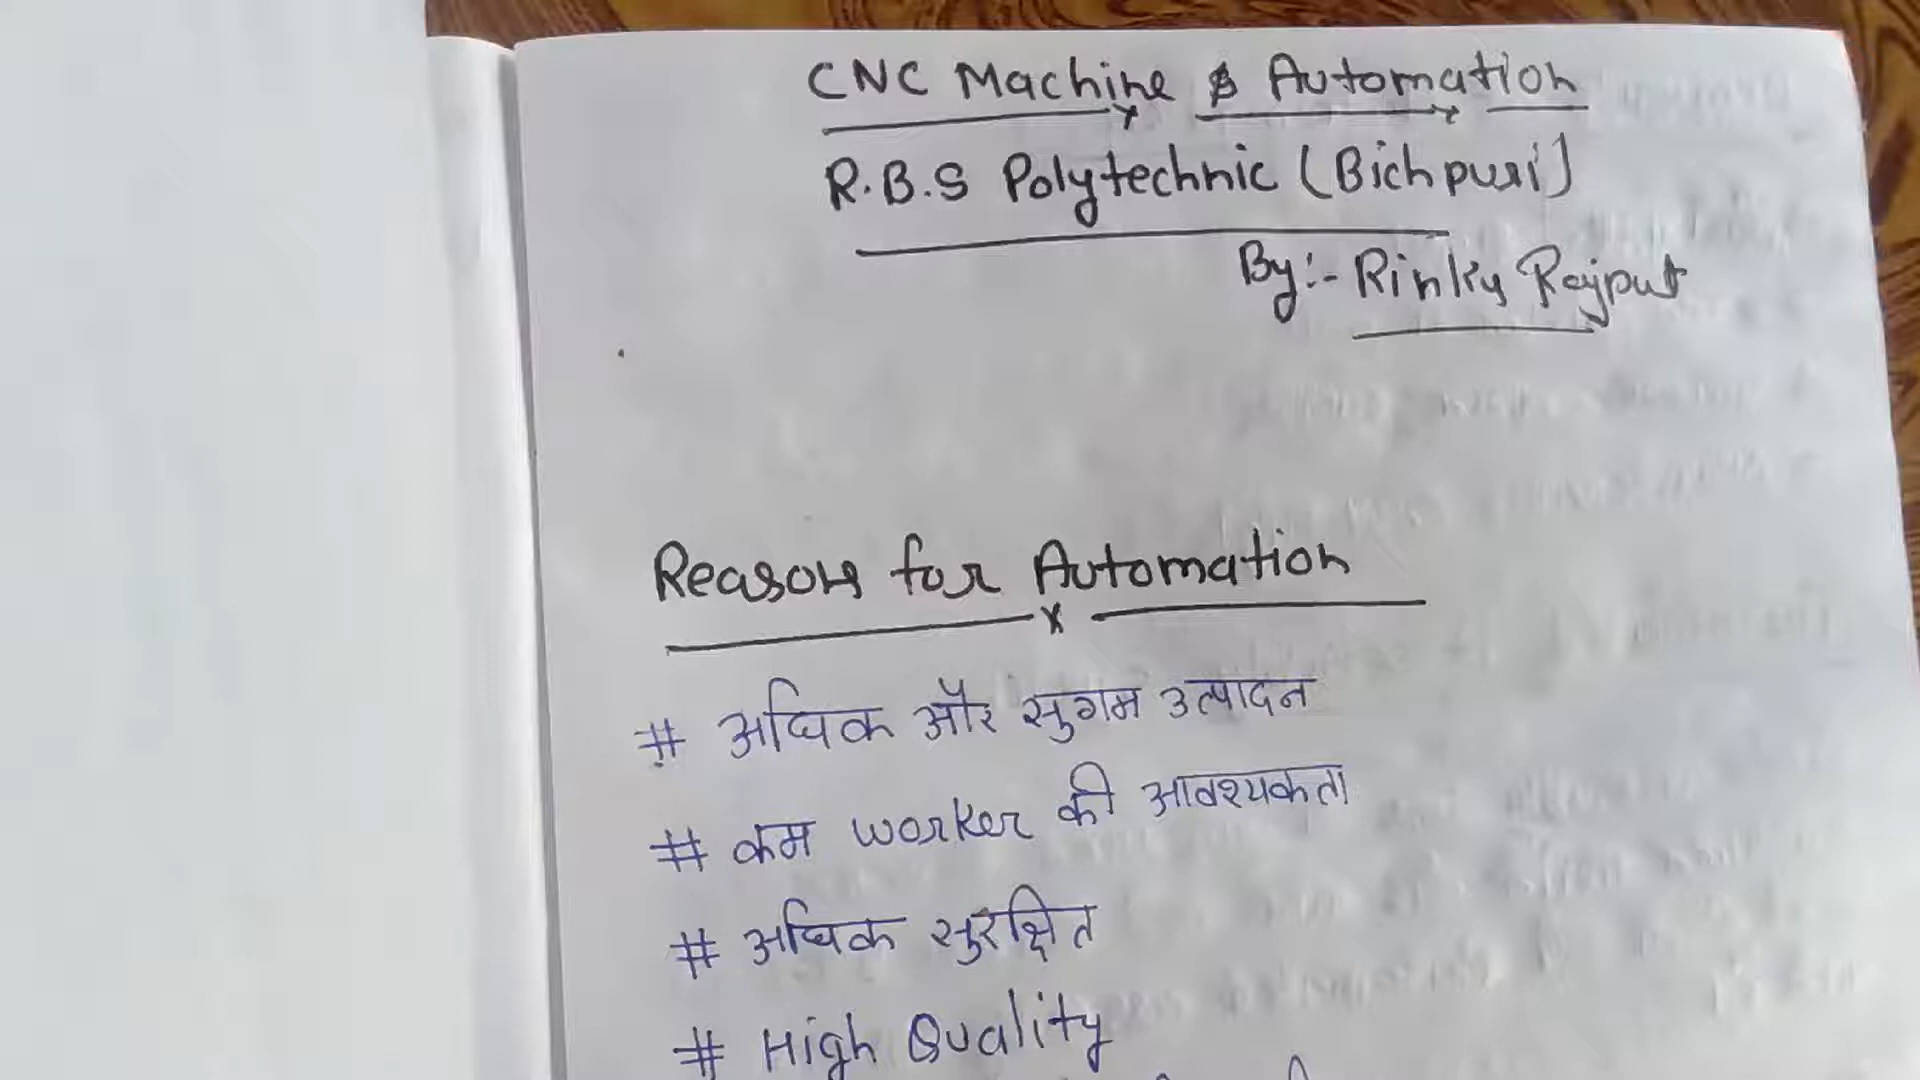 CNC Machine & Automation
R.B.S Polytechnic (Bichpuri)
By:- Rinky Rajput
Reasons for Automation
# अधिक और सुगम उत्पादन
# कम worker की आवश्यकता
# अधिक सुरक्षित
# High Quality